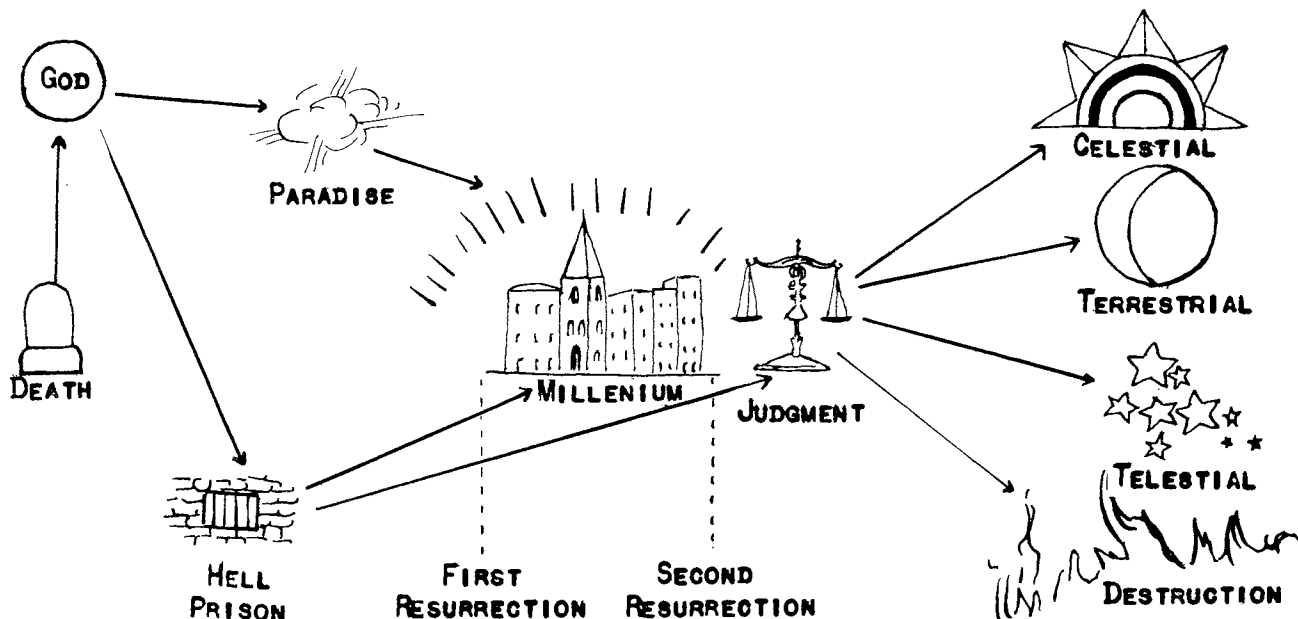 GOD
PARADISE
DEATH
HELL
PRISON
MILLENIUM
FIRST
RESURRECTION
SECOND
RESURRECTION
JUDGMENT
CELESTIAL
TERRESTRIAL
TELESTIAL
DESTRUCTION